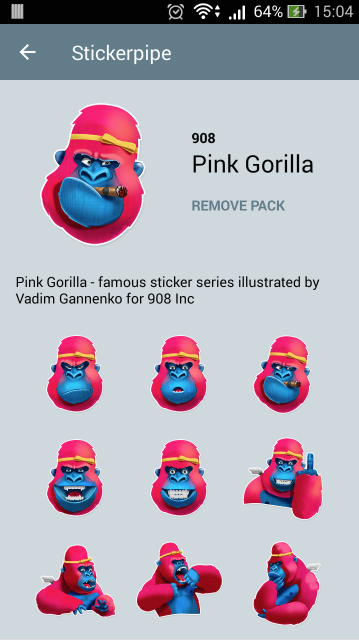 64% 15:04
Stickerpipe
908
Pink Gorilla
REMOVE PACK
Pink Gorilla - famous sticker series illustrated by
Vadim Gannenko for 908 Inc